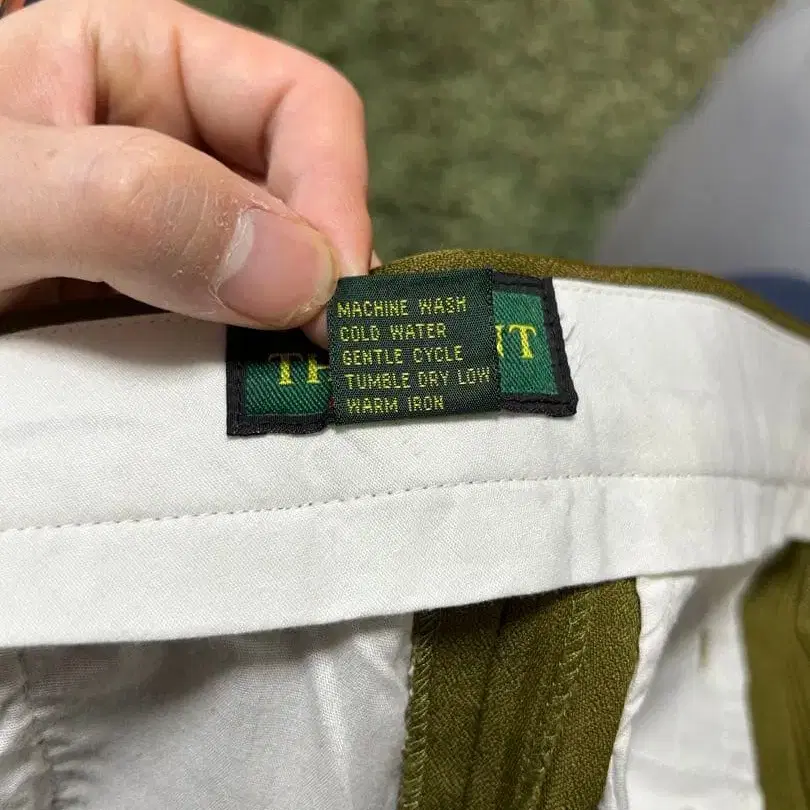 MACHINE WASH
COLD WATER
GENTLE CYCLE
TUMBLE DRY LOW
WARM IRON